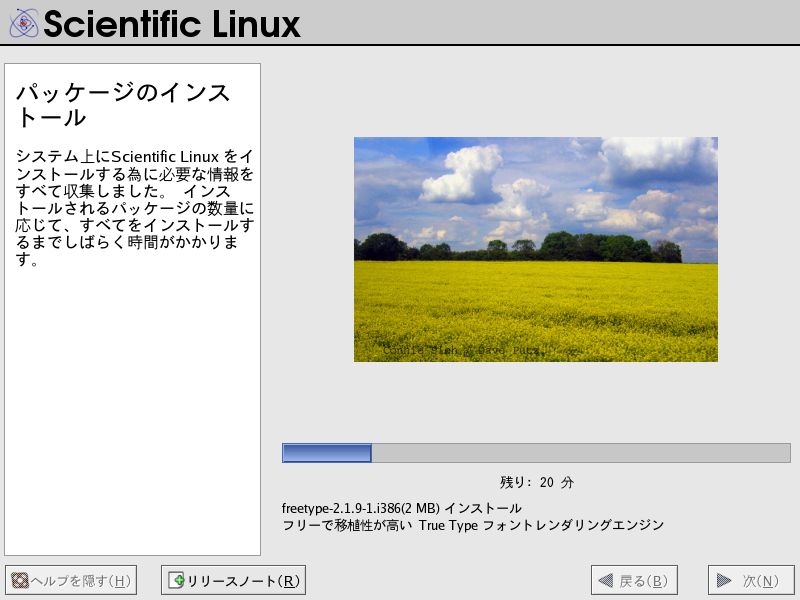 Scientific Linux
パッケージのインス
トール
システム上にScientific Linux をイ
ンストールする為に必要な情報を
すべて収集しました。 インス
トールされるパッケージの数量に
応じて、すべてをインストールす
るまでしばらく時間がかかりま
す。
残り: 20 分
freetype-2.1.9-1.i386(2 MB) インストール
フリーで移植性が高い True Type フォントレンダリングエンジン
ヘルプを隠す(H)
リリースノート(R)
戻る(B)
次(N)